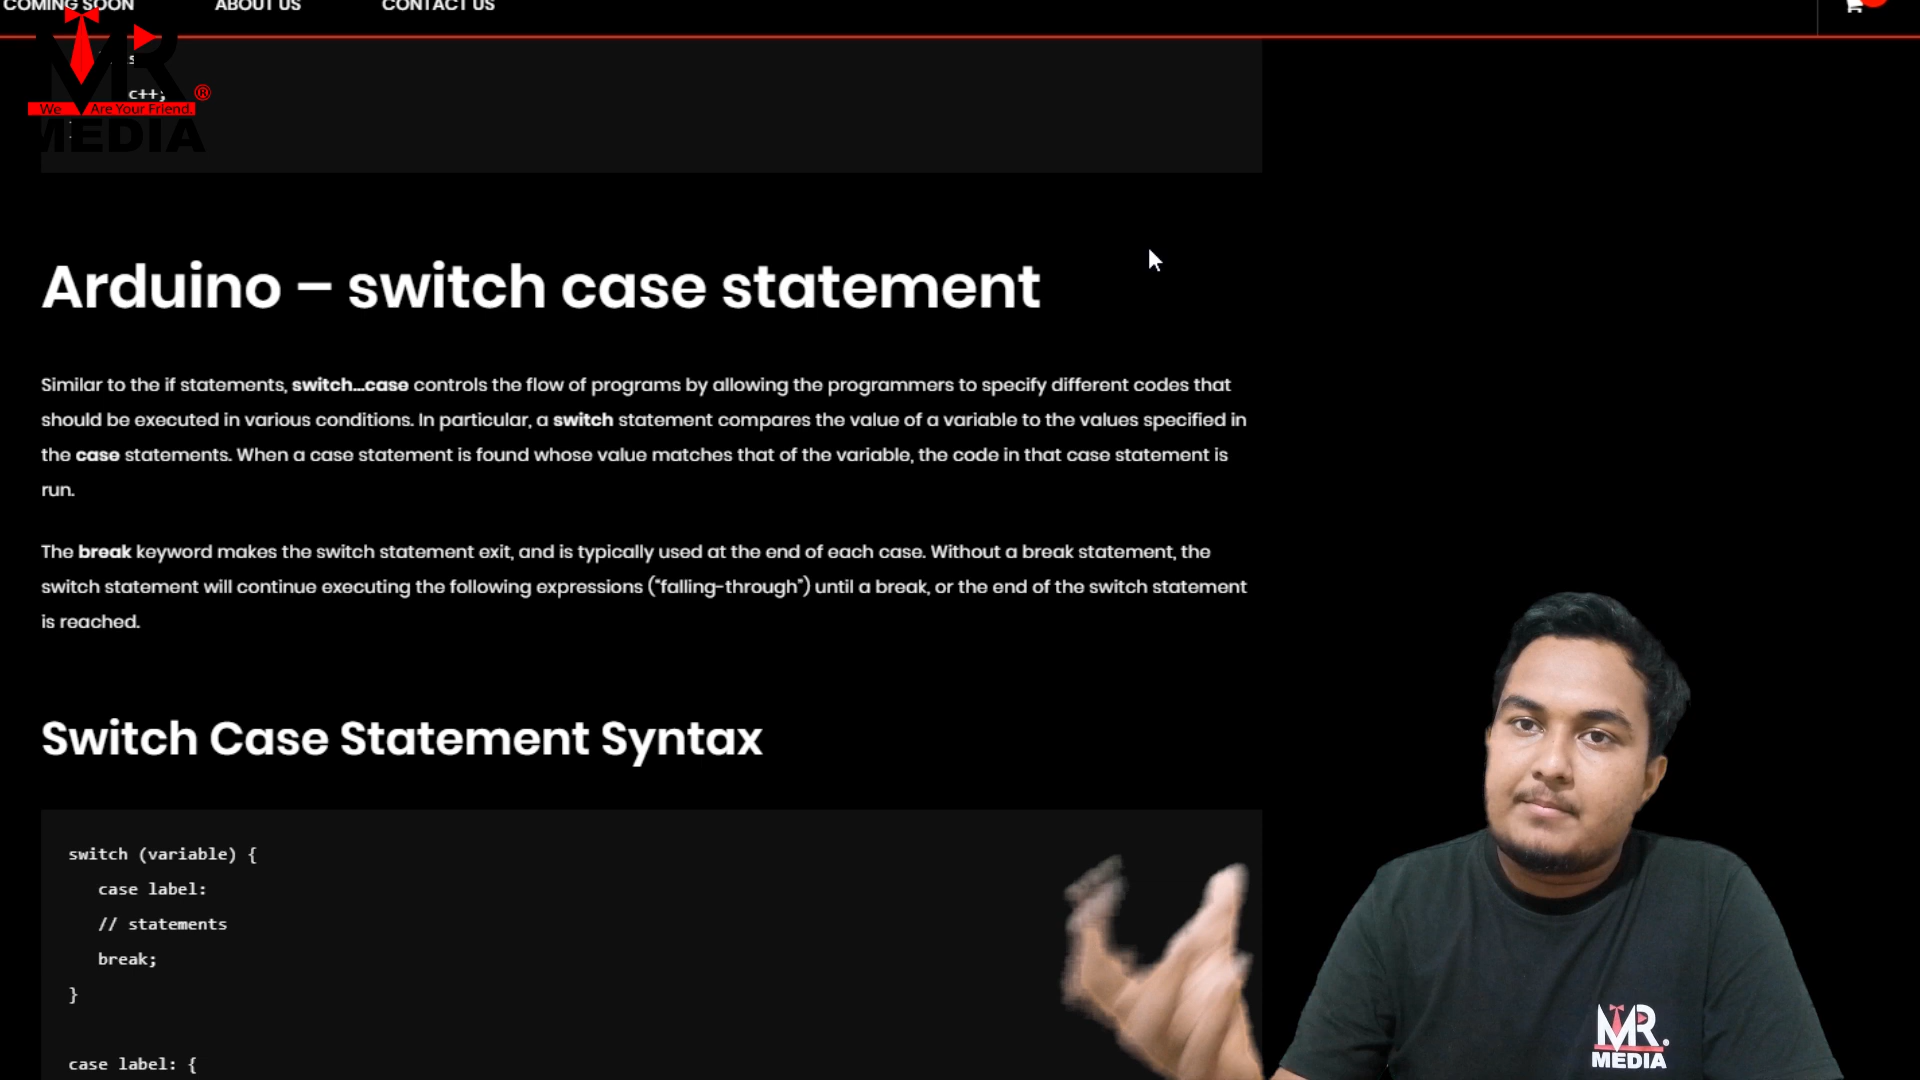 COMING SOON ABOUT US CONTACT US
MR
We Are Your Friend.
®
MEDIA
c++;
Arduino – switch case statement
Similar to the if statements, switch...case controls the flow of programs by allowing the programmers to specify different codes that
should be executed in various conditions. In particular, a switch statement compares the value of a variable to the values specified in
the case statements. When a case statement is found whose value matches that of the variable, the code in that case statement is
run.
The break keyword makes the switch statement exit, and is typically used at the end of each case. Without a break statement, the
switch statement will continue executing the following expressions (“falling-through”) until a break, or the end of the switch statement
is reached.
Switch Case Statement Syntax
switch (variable) {
case label:
// statements
break;
}
case label: {
MR.
MEDIA